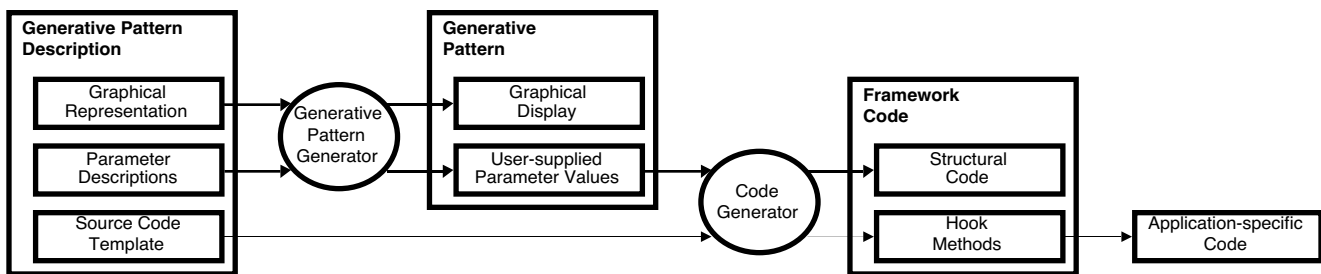 Generative Pattern
Description
Graphical
Representation
Parameter
Descriptions
Source Code
Template
Generative
Pattern
Generator
Generative
Pattern
Graphical
Display
User-supplied
Parameter Values
Code
Generator
Framework
Code
Structural
Code
Hook
Methods
Application-specific
Code